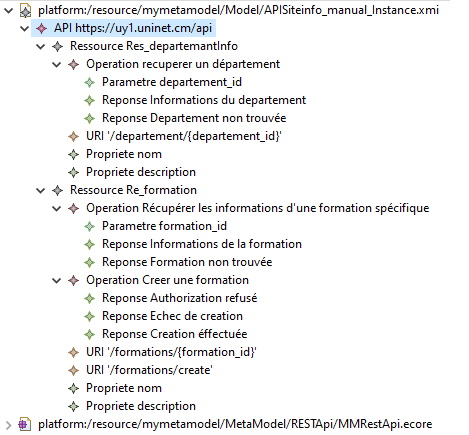 platform:/resource/mymetamodel/Model/APISiteinfo_manual_Instance.xmi
API https://uy1.uninet.cm/api
Ressource Res_departemantInfo
Operation recuperer un départment
Parametre department_id
Reponse Informations du department
Reponse Departement non trouvée
URI '/departement/{departement_id}'
Propriete nom
Propriete description
Ressource Re_formation
Operation Récupérer les informations d'une formation spécifique
Parametre formation_id
Reponse Informations de la formation
Reponse Formation non trouvée
Operation Creer une formation
Reponse Authorization refusé
Reponse Echec de creation
Reponse Creation éffectuée
URI '/formations/{formation_id}'
URI '/formations/create'
Propriete nom
Propriete description
platform:/resource/mymetamodel/MetaModel/RESTApi/MMRestApi.ecore